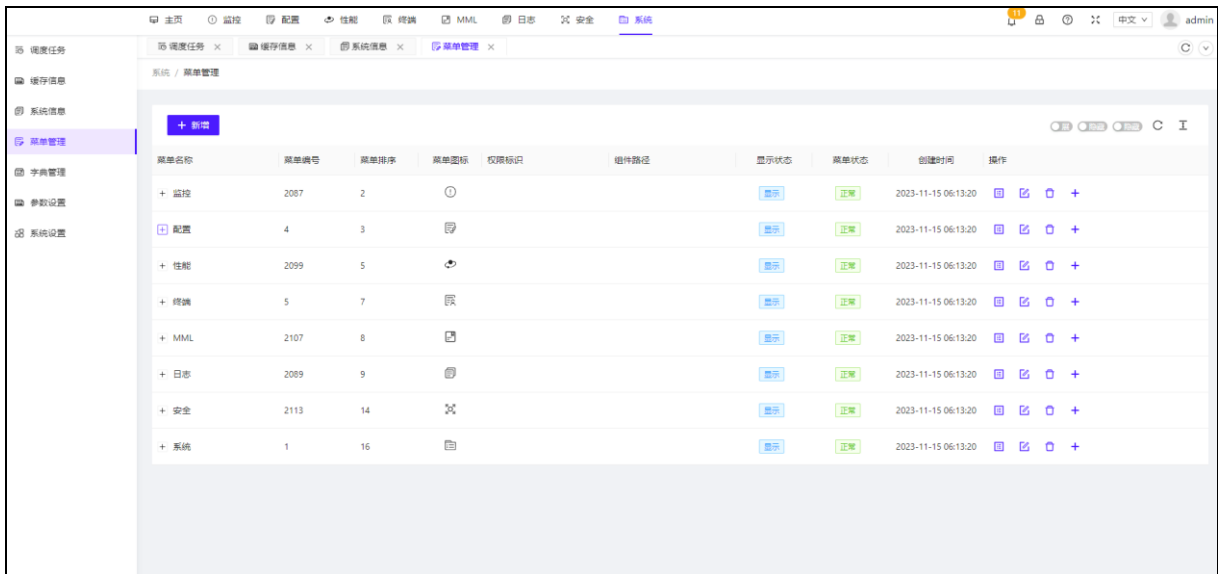 主页 监控 配置 性能 终端 MML 日志 安全 系统 11 中文 admin
调度任务 缓存信息 系统信息 菜单管理
调度任务
缓存信息
系统信息
菜单管理
字典管理
参数设置
系统设置
系统 / 菜单管理
+ 新增
菜单名称 菜单编号 菜单排序 菜单图标 权限标识 组件路径 显示状态 菜单状态 创建时间 操作
+ 监控 2087 2 显示 正常 2023-11-15 06:13:20
+ 配置 4 3 显示 正常 2023-11-15 06:13:20
+ 性能 2099 5 显示 正常 2023-11-15 06:13:20
+ 终端 5 7 显示 正常 2023-11-15 06:13:20
+ MML 2107 8 显示 正常 2023-11-15 06:13:20
+ 日志 2089 9 显示 正常 2023-11-15 06:13:20
+ 安全 2113 14 显示 正常 2023-11-15 06:13:20
+ 系统 1 16 显示 正常 2023-11-15 06:13:20